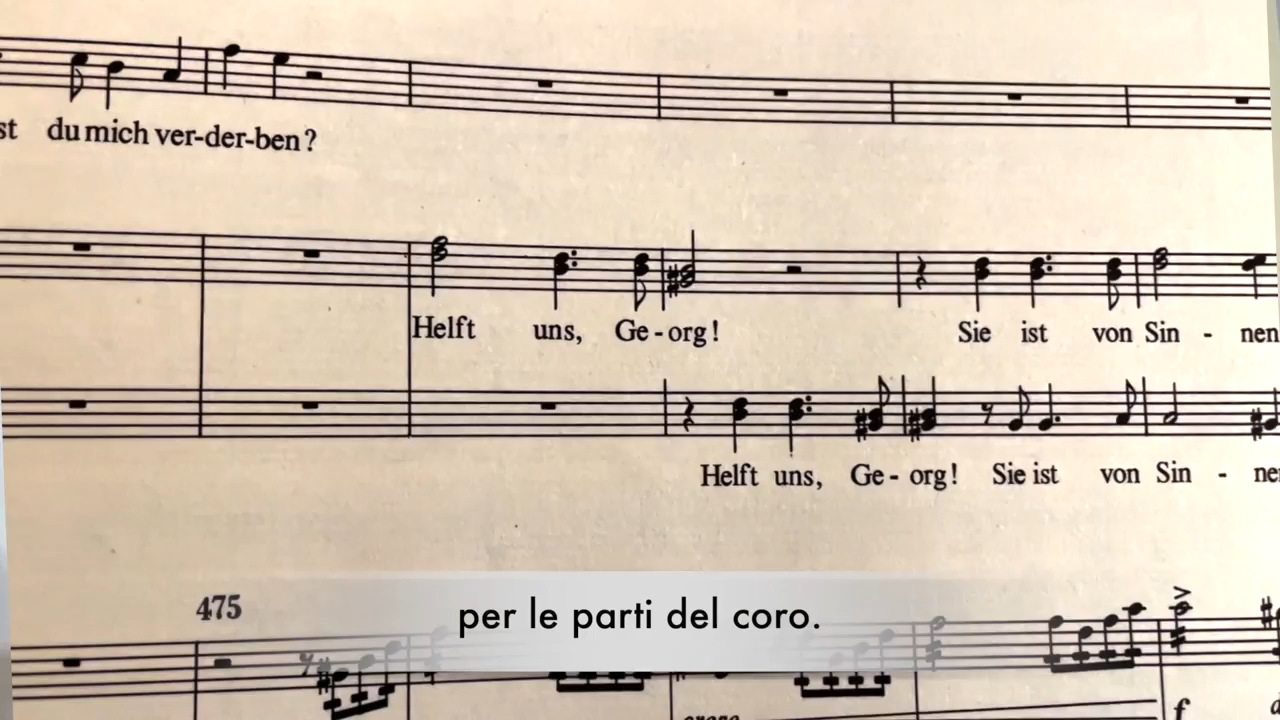 st du mich ver-der-ben?
Helft uns, Ge-org! Sie ist von Sin - nen
Helft uns, Ge-org! Sie ist von Sin -
475
per le parti del coro.
f